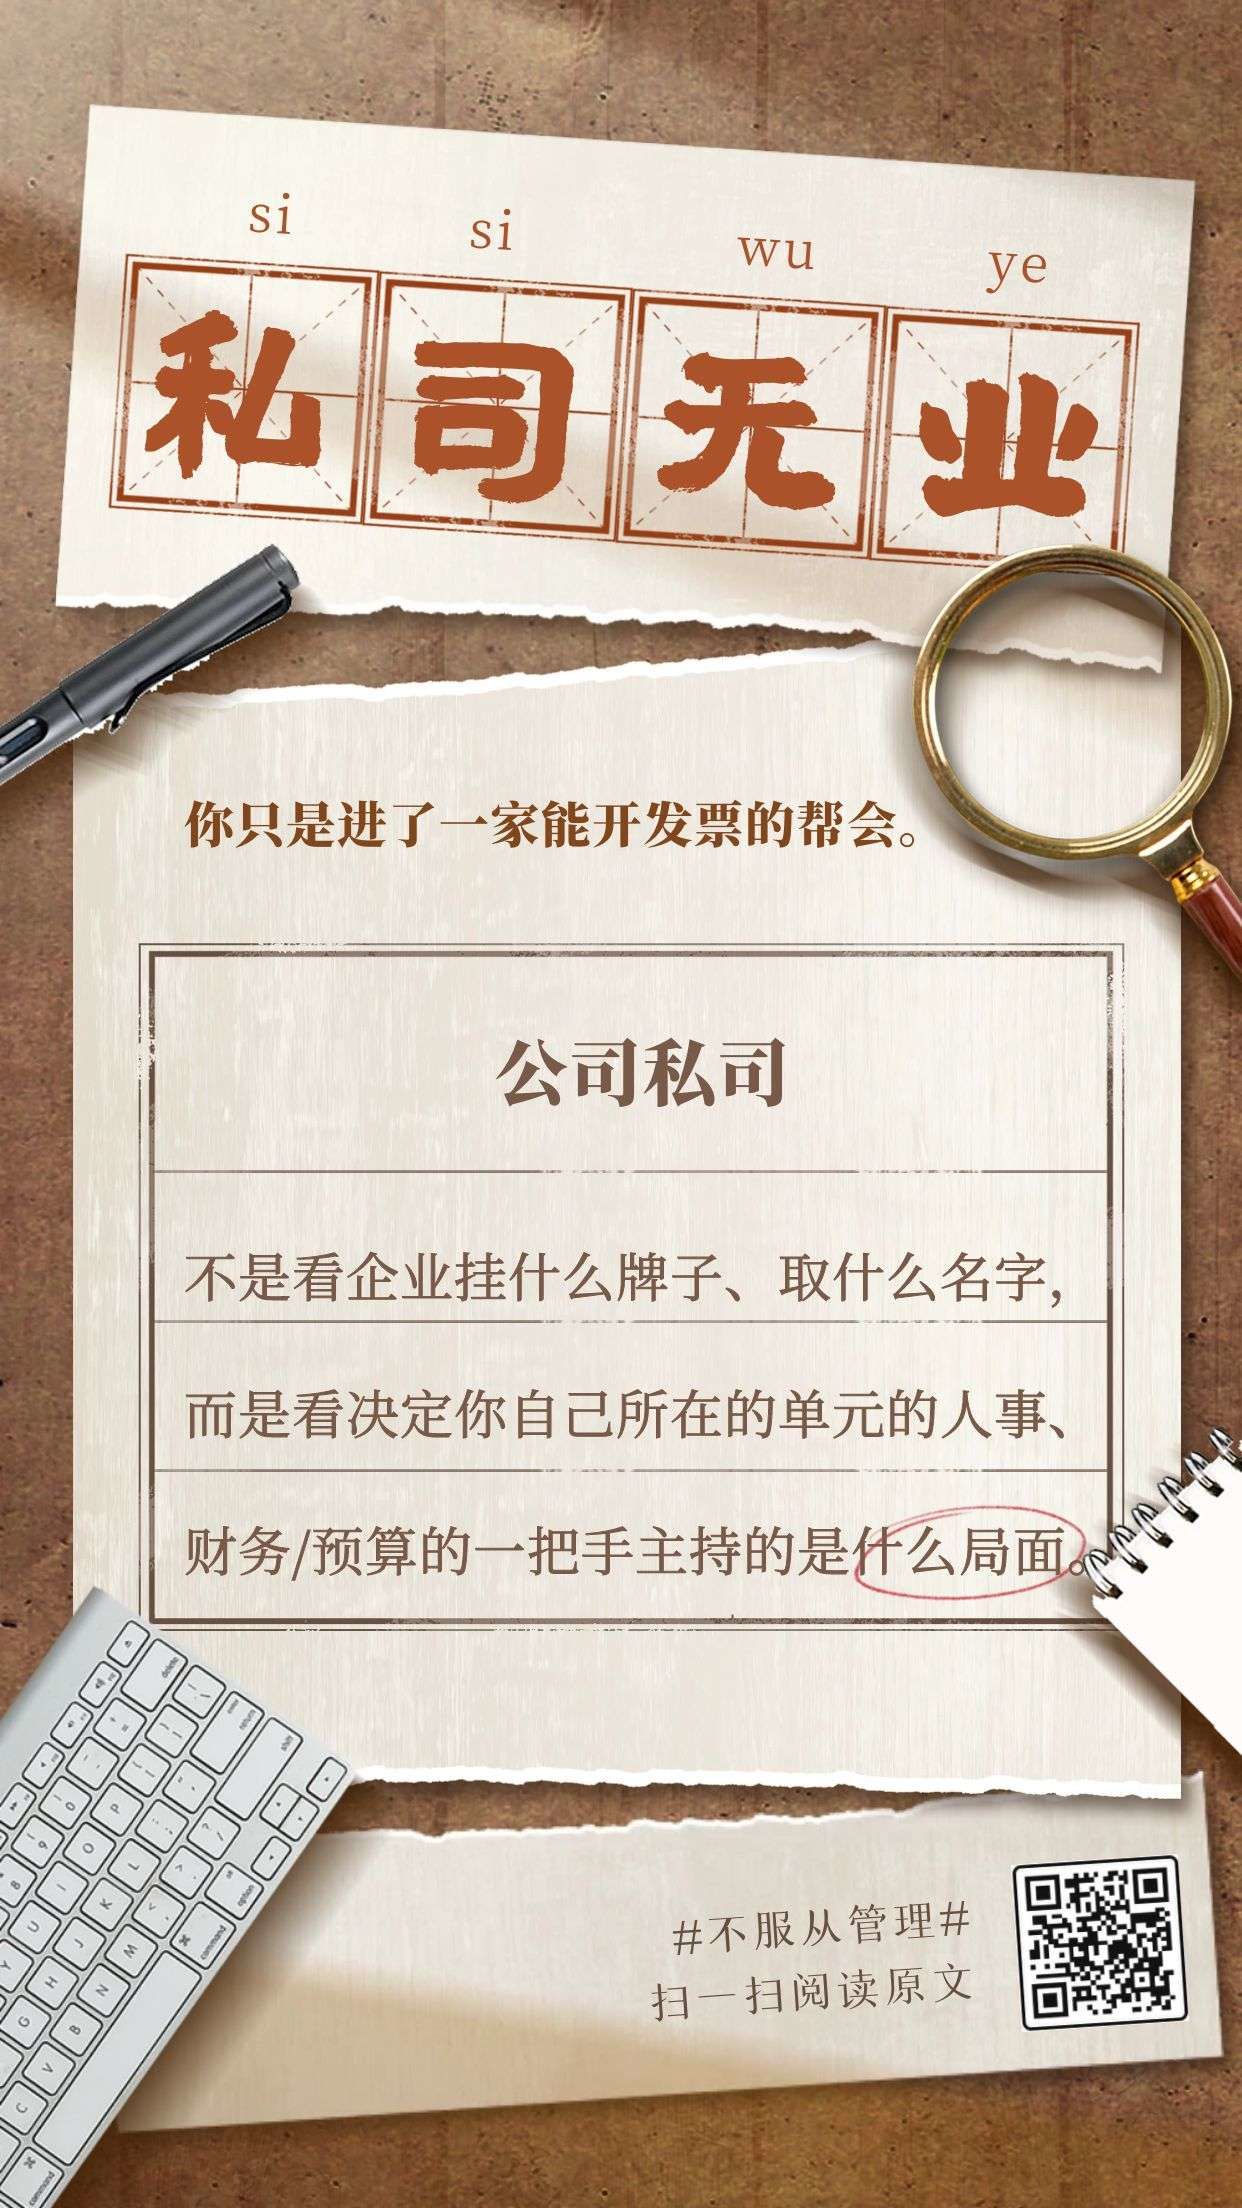 si si wu ye
私司无业
你只是进了一家能开发票的帮会。
公司私司
不是看企业挂什么牌子、取什么名字，
而是看决定你自己所在的单元的人事、
财务/预算的一把手主持的是什么局面。
#不服从管理#
扫一扫阅读原文